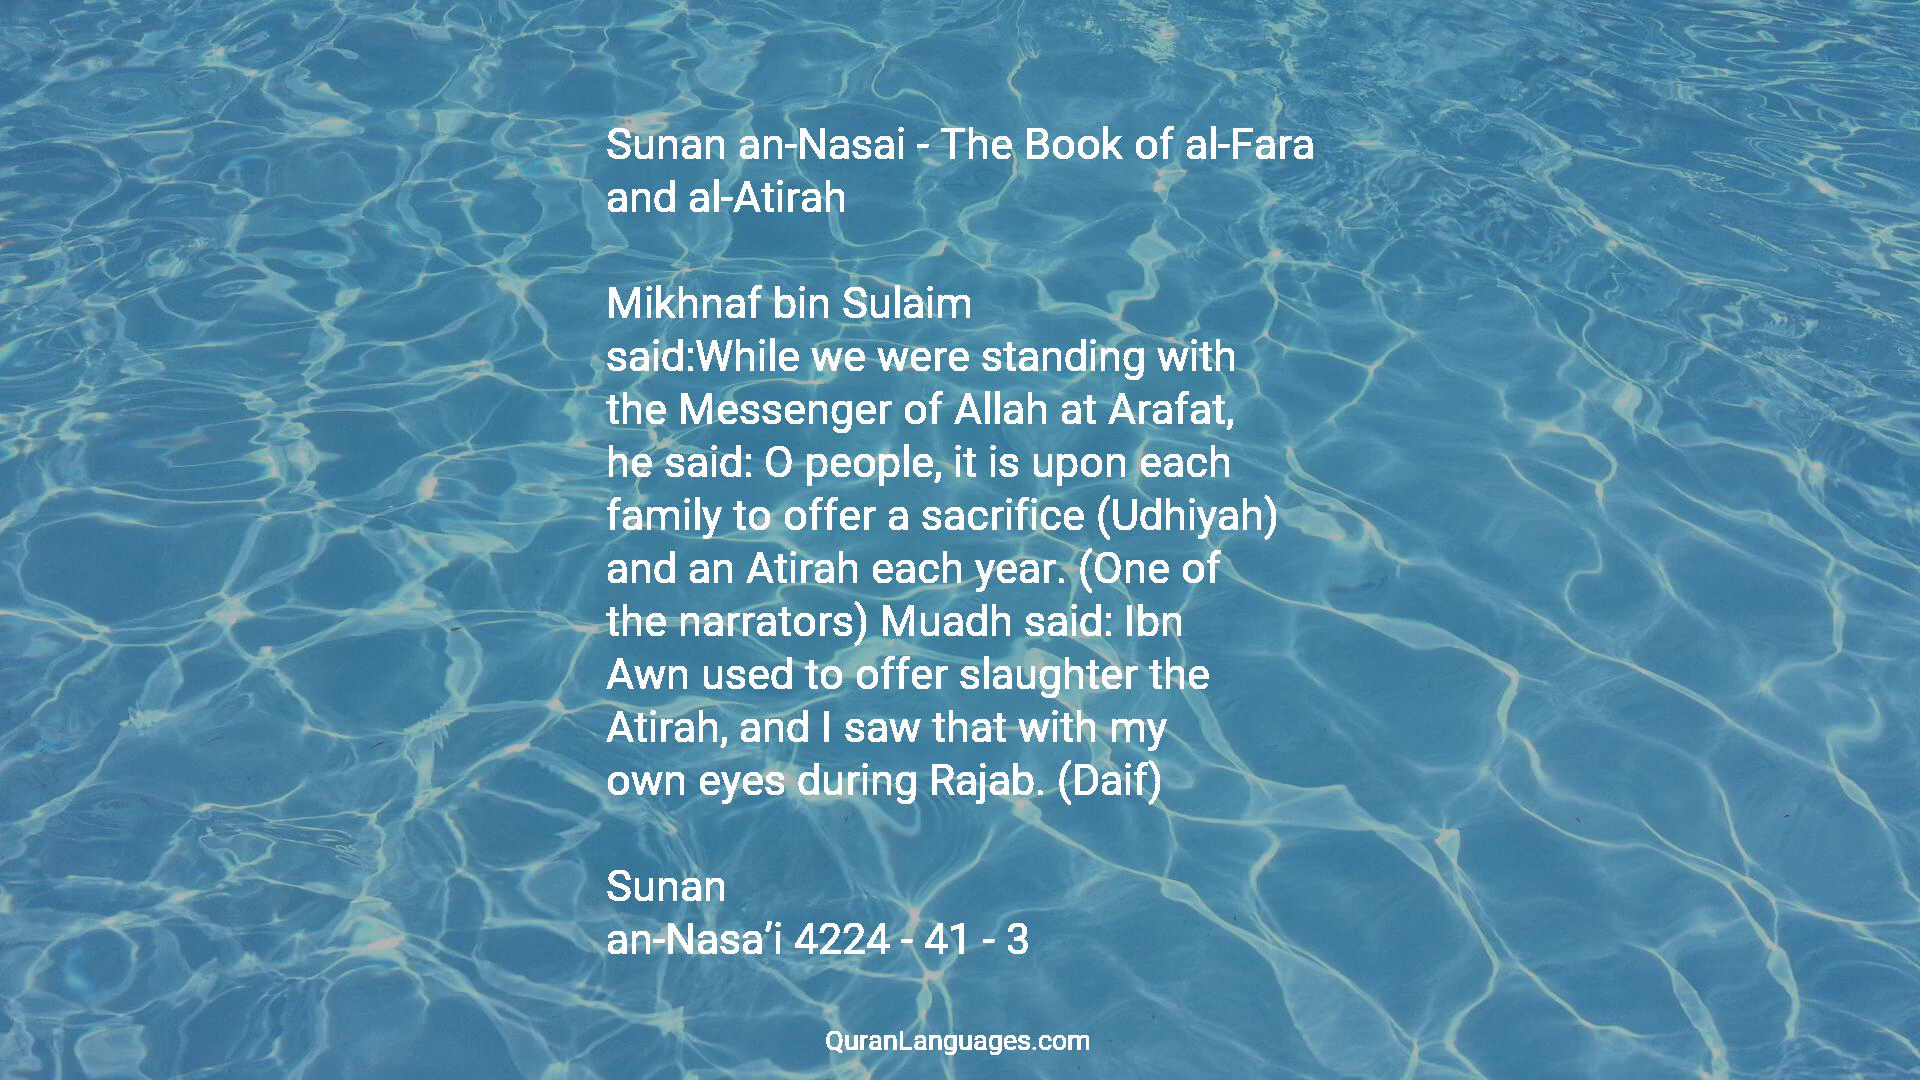 Sunan an-Nasai - The Book of al-Fara
and al-Atirah
Mikhnaf bin Sulaim
said:While we were standing with
the Messenger of Allah at Arafat,
he said: O people, it is upon each
family to offer a sacrifice (Udhiyah)
and an Atirah each year. (One of
the narrators) Muadh said: Ibn
Awn used to offer slaughter the
Atirah, and I saw that with my
own eyes during Rajab. (Daif)
Sunan
an-Nasa’i 4224 - 41 - 3
QuranLanguages.com